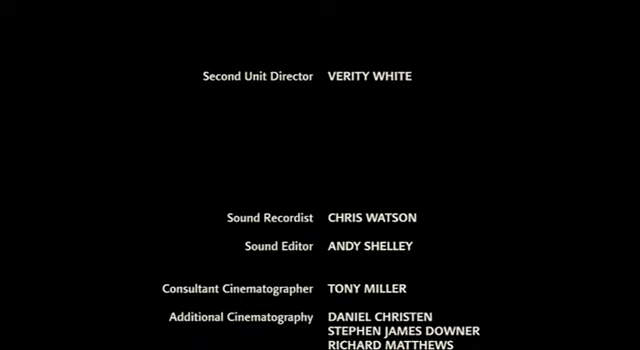 Second Unit Director VERITY WHITE
Sound Recordist CHRIS WATSON
Sound Editor ANDY SHELLEY
Consultant Cinematographer TONY MILLER
Additional Cinematography DANIEL CHRISTEN
STEPHEN JAMES DOWNER
RICHARD MATTHEWS